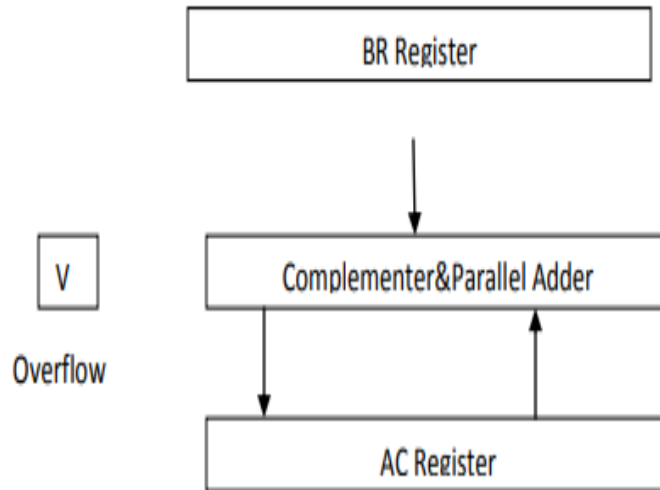 BR Register
V
Complementer&Parallel Adder
Overflow
AC Register